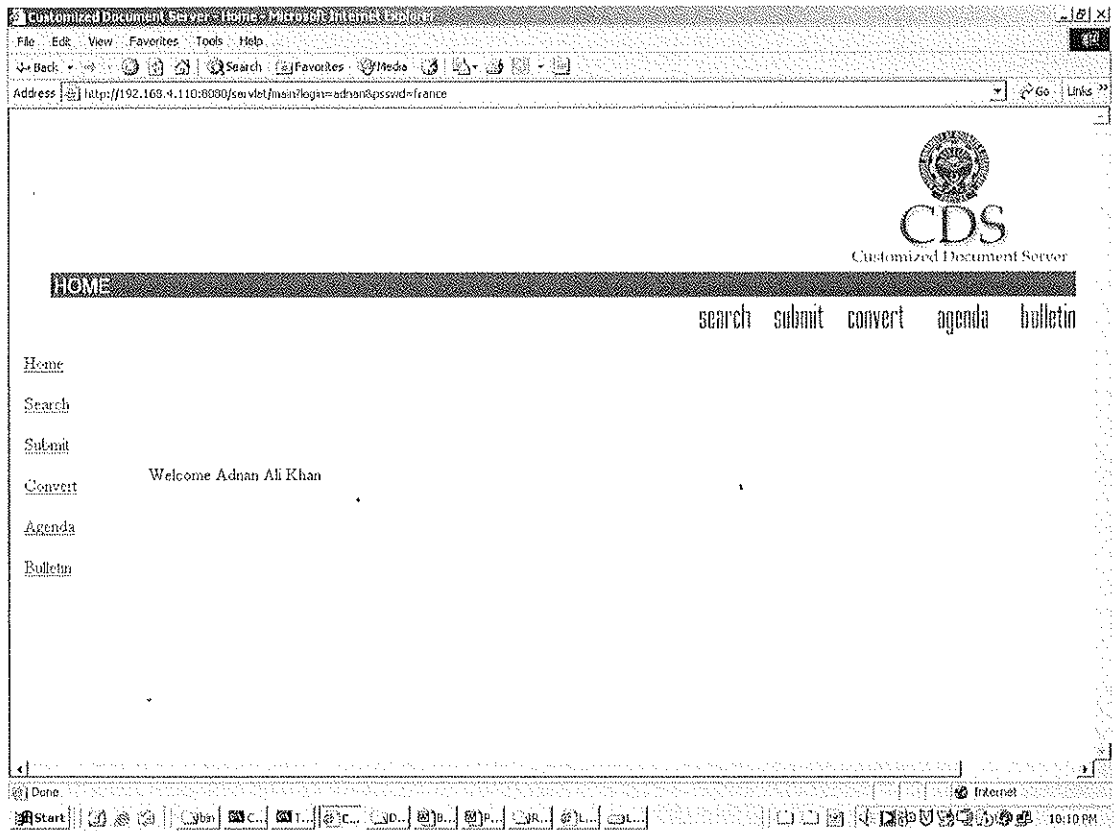 Customized Document Server - Home - Microsoft Internet Explorer
File Edit View Favorites Tools Help
Back Search Favorites Media
Address http://192.168.4.110:8080/servlet/main?login=adnan&psswd=france Go Links »
CDS
Customized Document Server
HOME
search submit convert agenda bulletin
Home
Search
Submit
Convert
Welcome Adnan Ali Khan
Agenda
Bulletin
Done Internet
Start bin C... T... C... D... B... P... R... L... L... 10:10 PM